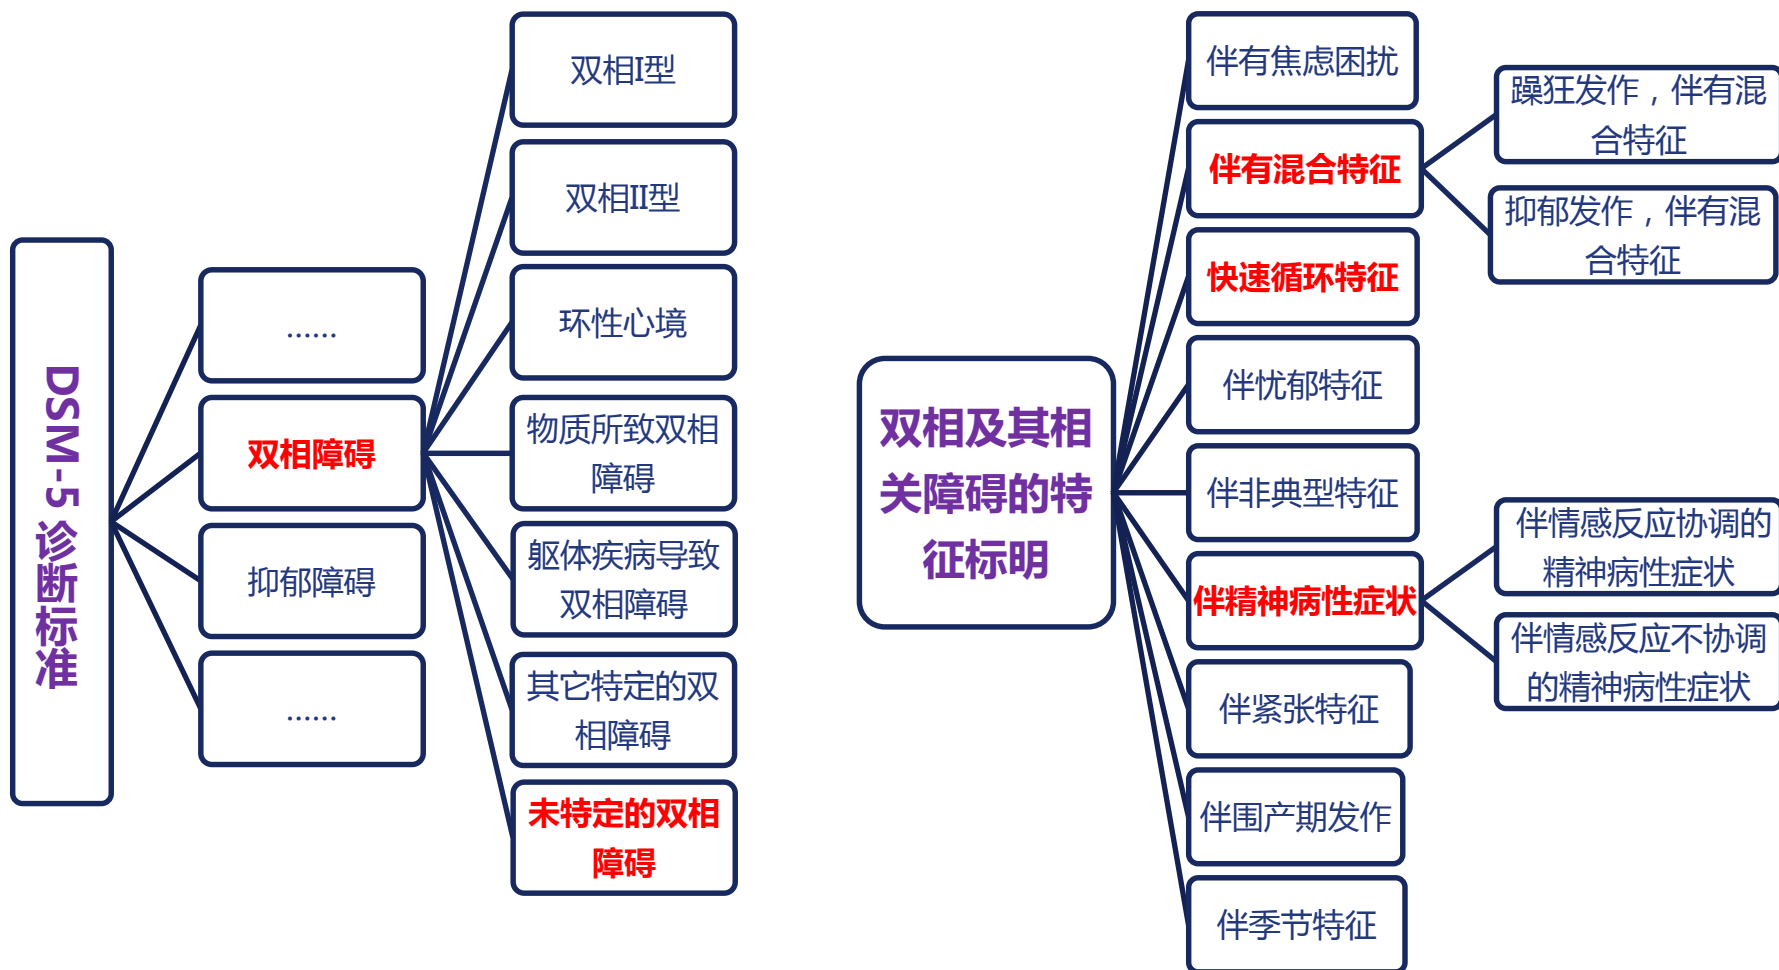 DSM-5诊断标准
……
双相障碍
抑郁障碍
……
双相I型
双相II型
环性心境
物质所致双相
障碍
躯体疾病导致
双相障碍
其它特定的双
相障碍
未特定的双相
障碍
双相及其相
关障碍的特
征标明
伴有焦虑困扰
伴有混合特征
快速循环特征
伴忧郁特征
伴非典型特征
伴精神病性症状
伴紧张特征
伴围产期发作
伴季节特征
躁狂发作，伴有混
合特征
抑郁发作，伴有混
合特征
伴情感反应协调的
精神病性症状
伴情感反应不协调
的精神病性症状